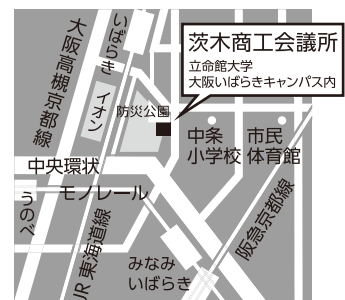 いばらき
大阪高槻京都線
イオン
防災公園
茨木商工会議所
立命館大学
大阪いばらきキャンパス内
中条
小学校
市民
体育館
中央環状
モノレール
うのべ
JR 東海道線
阪急京都線
みなみ
いばらき